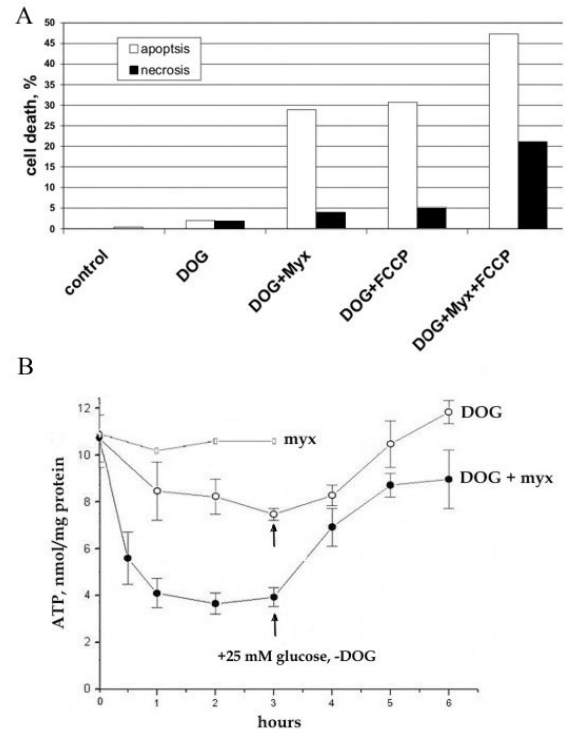 A
50
45
40
35
30
25
20
15
10
5
0
cell death, %
apoptsis
necrosis
control
DOG
DOG+Myx
DOG+FCCP
DOG+Myx+FCCP
B
12
10
8
6
4
2
0
ATP, nmol/mg protein
myx
DOG
DOG + myx
+25 mM glucose, -DOG
0 1 2 3 4 5 6
hours